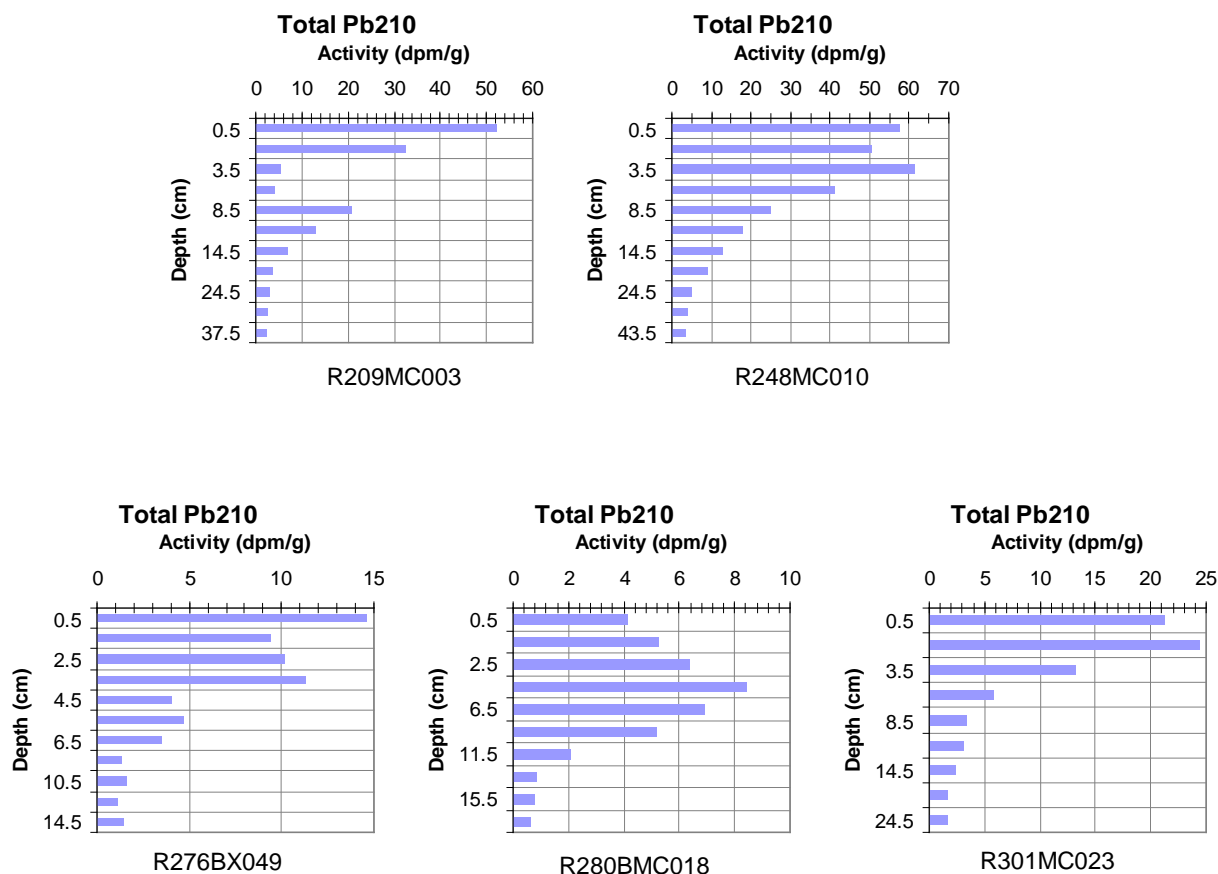 Total Pb210
Activity (dpm/g)
0 10 20 30 40 50 60
Depth (cm)
0.5
3.5
8.5
14.5
24.5
37.5
R209MC003
Total Pb210
Activity (dpm/g)
0 10 20 30 40 50 60 70
Depth (cm)
0.5
3.5
8.5
14.5
24.5
43.5
R248MC010
Total Pb210
Activity (dpm/g)
0 5 10 15
Depth (cm)
0.5
2.5
4.5
6.5
10.5
14.5
R276BX049
Total Pb210
Activity (dpm/g)
0 2 4 6 8 10
Depth (cm)
0.5
2.5
6.5
11.5
15.5
R280BMC018
Total Pb210
Activity (dpm/g)
0 5 10 15 20 25
Depth (cm)
0.5
3.5
8.5
14.5
24.5
R301MC023